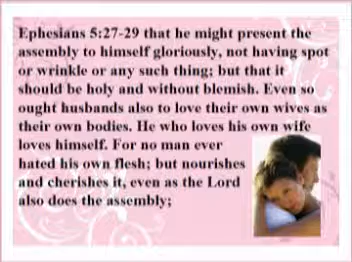 Ephesians 5:27-29 that he might present the
assembly to himself gloriously, not having spot
or wrinkle or any such thing; but that it
should be holy and without blemish. Even so
ought husbands also to love their own wives as
their own bodies. He who loves his own wife
loves himself. For no man ever
hated his own flesh; but nourishes
and cherishes it, even as the Lord
also does the assembly;